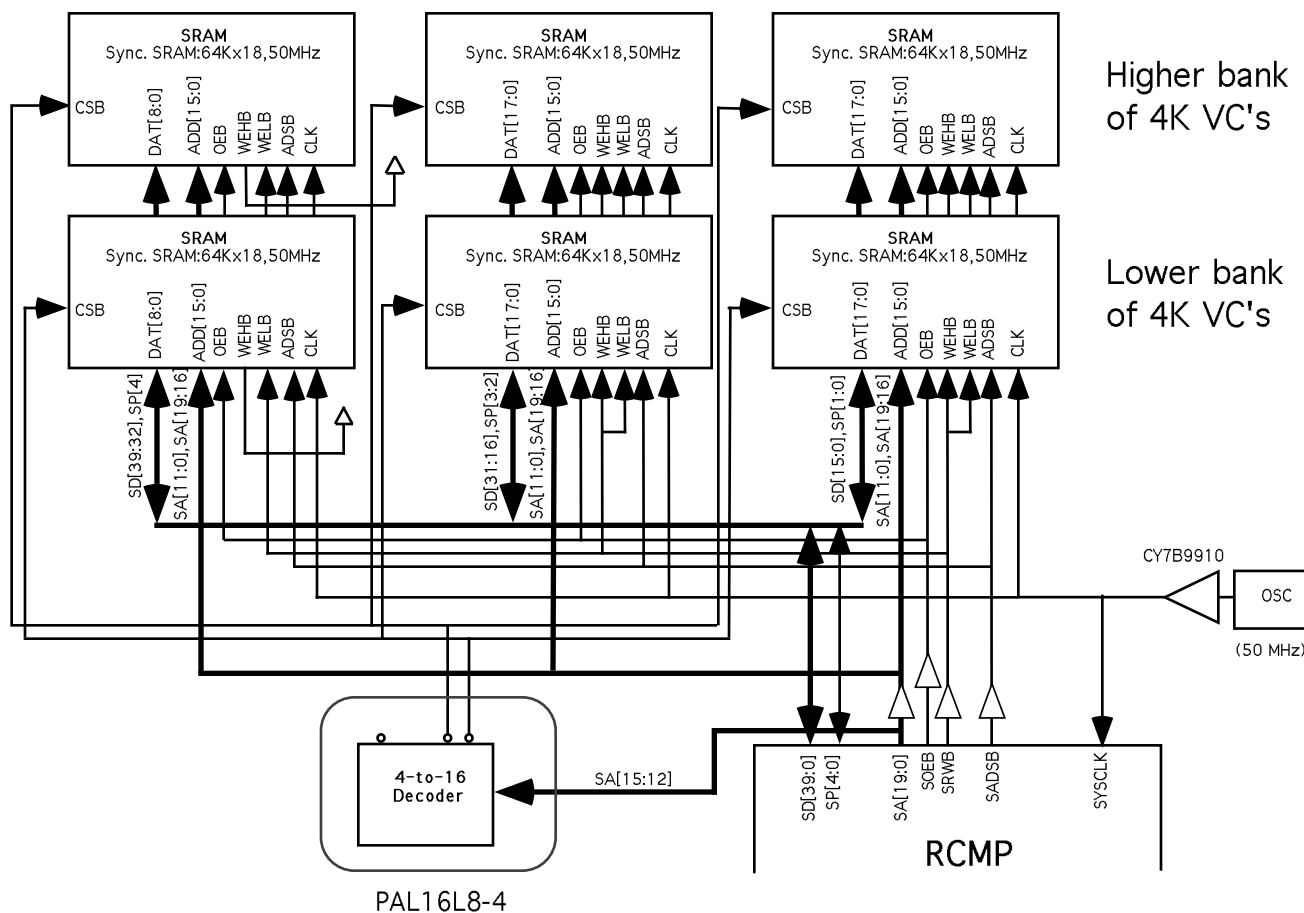 SRAM
Sync. SRAM:64Kx18,50MHz
CSB
DAT[8:0]
ADD[15:0]
OEB
WEHB
WELB
ADSB
CLK
SRAM
Sync. SRAM:64Kx18,50MHz
CSB
DAT[17:0]
ADD[15:0]
OEB
WEHB
WELB
ADSB
CLK
SRAM
Sync. SRAM:64Kx18,50MHz
CSB
DAT[17:0]
ADD[15:0]
OEB
WEHB
WELB
ADSB
CLK
Higher bank
of 4K VC's
SRAM
Sync. SRAM:64Kx18,50MHz
CSB
DAT[8:0]
ADD[15:0]
OEB
WEHB
WELB
ADSB
CLK
SRAM
Sync. SRAM:64Kx18,50MHz
CSB
DAT[17:0]
ADD[15:0]
OEB
WEHB
WELB
ADSB
CLK
SRAM
Sync. SRAM:64Kx18,50MHz
CSB
DAT[17:0]
ADD[15:0]
OEB
WEHB
WELB
ADSB
CLK
Lower bank
of 4K VC's
SD[39:32],SP[4]
SA[11:0],SA[19:16]
SD[31:16],SP[3:2]
SA[11:0],SA[19:16]
SD[15:0],SP[1:0]
SA[11:0],SA[19:16]
CY7B9910
OSC
(50 MHz)
4-to-16
Decoder
SA[15:12]
SD[39:0]
SP[4:0]
SA[19:0]
SOEB
SRWB
SADSB
SYSCLK
RCMP
PAL16L8-4